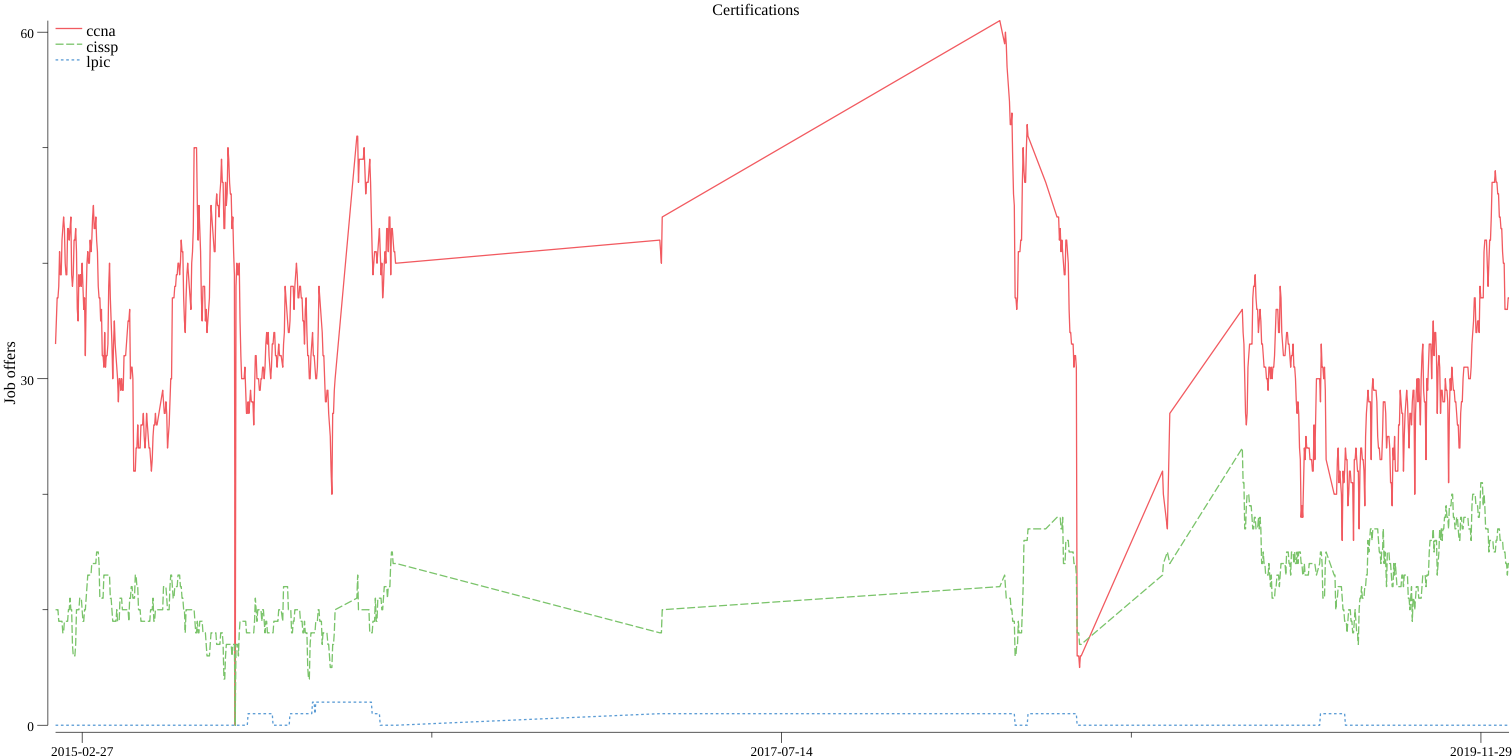 Certifications
60
ccna
cissp
lpic
Job offers
30
0
2015-02-27
2017-07-14
2019-11-29